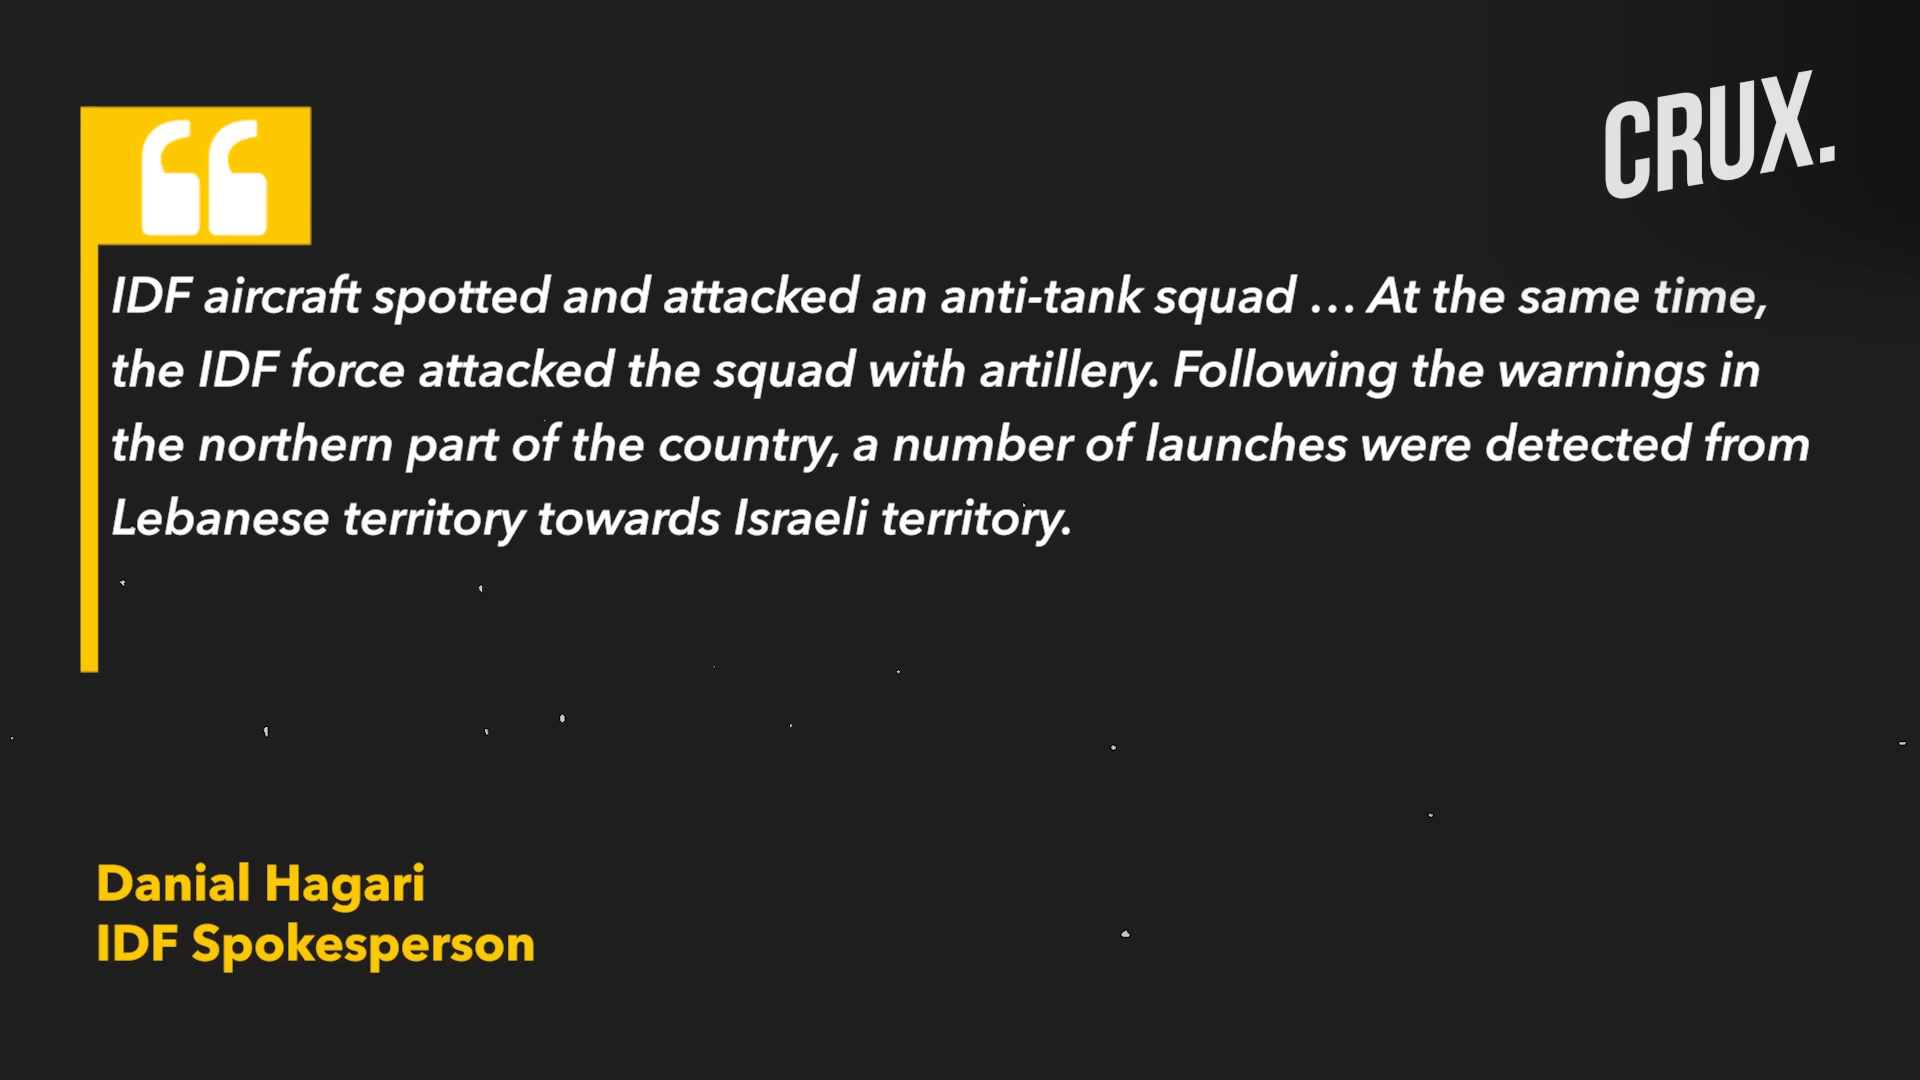 CRUX.
IDF aircraft spotted and attacked an anti-tank squad … At the same time,
the IDF force attacked the squad with artillery. Following the warnings in
the northern part of the country, a number of launches were detected from
Lebanese territory towards Israeli territory.
Danial Hagari
IDF Spokesperson